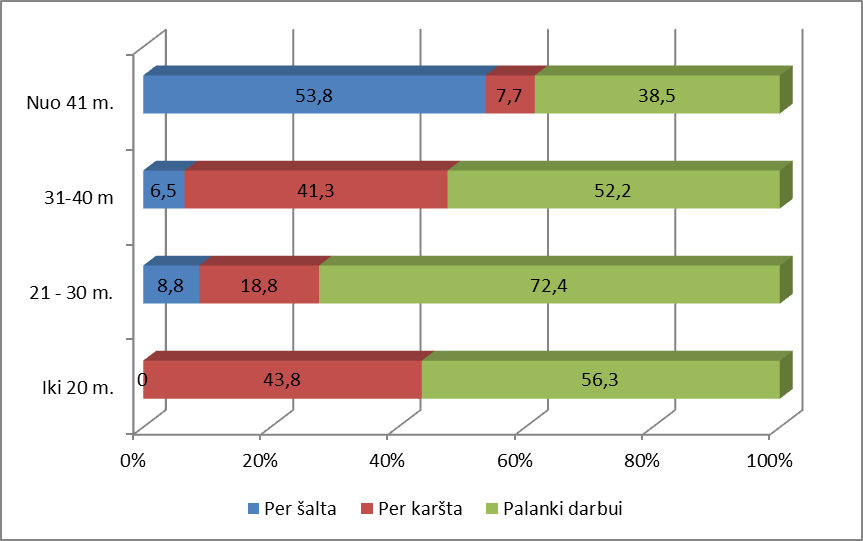 Nuo 41 m.
53,8 7,7 38,5
31-40 m
6,5 41,3 52,2
21 - 30 m.
8,8 18,8 72,4
Iki 20 m.
0 43,8 56,3
0% 20% 40% 60% 80% 100%
Per šalta Per karšta Palanki darbui